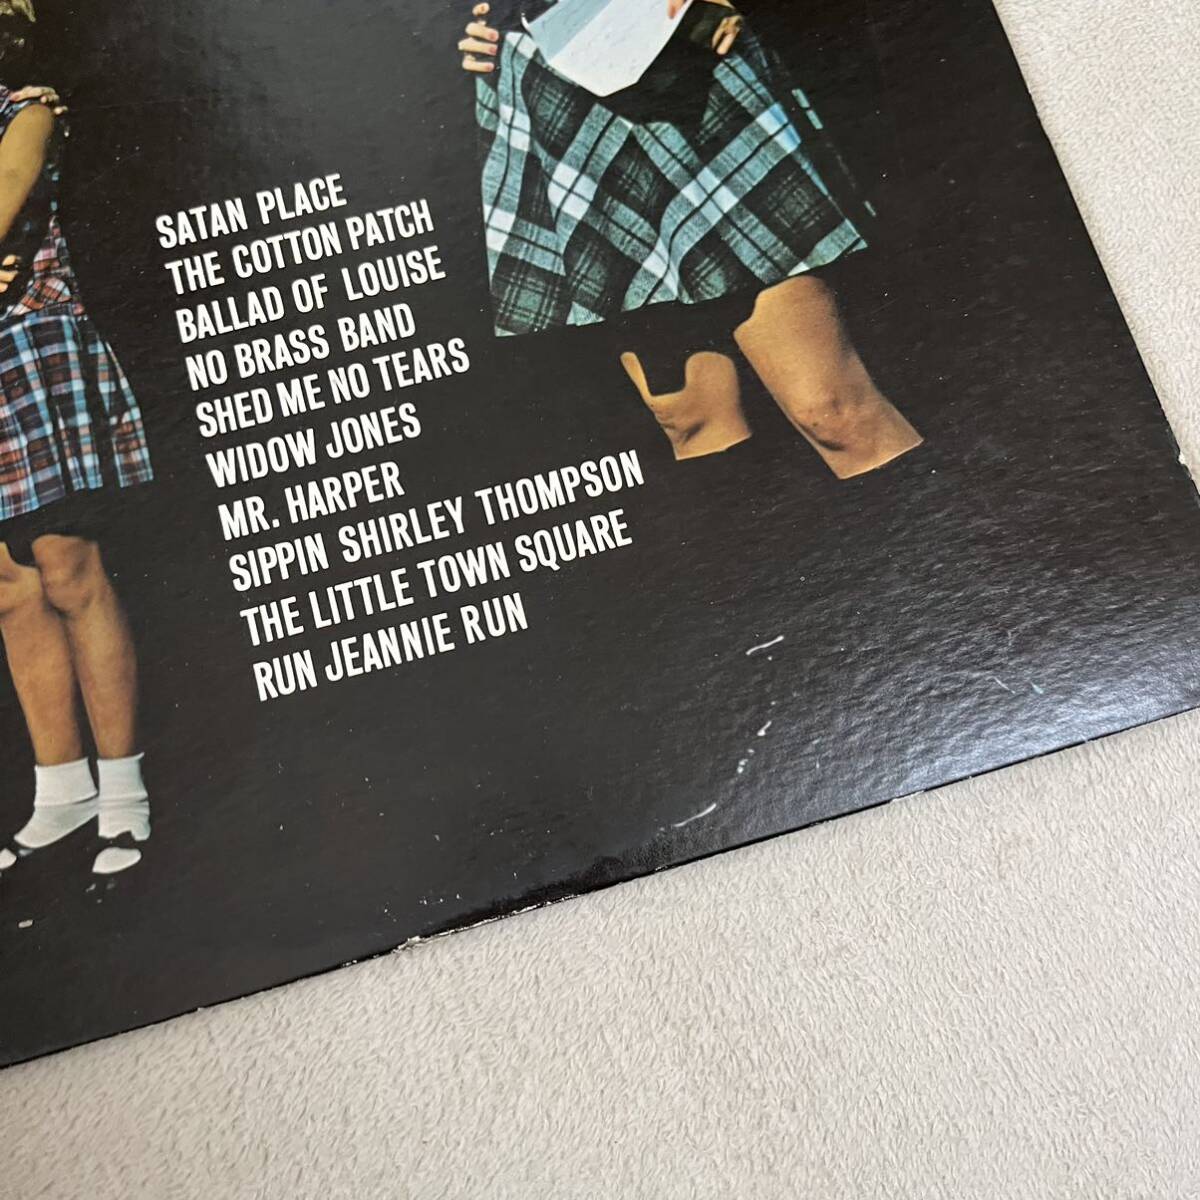 SATAN PLACE
THE COTTON PATCH
BALLAD OF LOUISE
NO BRASS BAND
SHED ME NO TEARS
WIDOW JONES
MR. HARPER
SIPPIN SHIRLEY THOMPSON
THE LITTLE TOWN SQUARE
RUN JEANNIE RUN